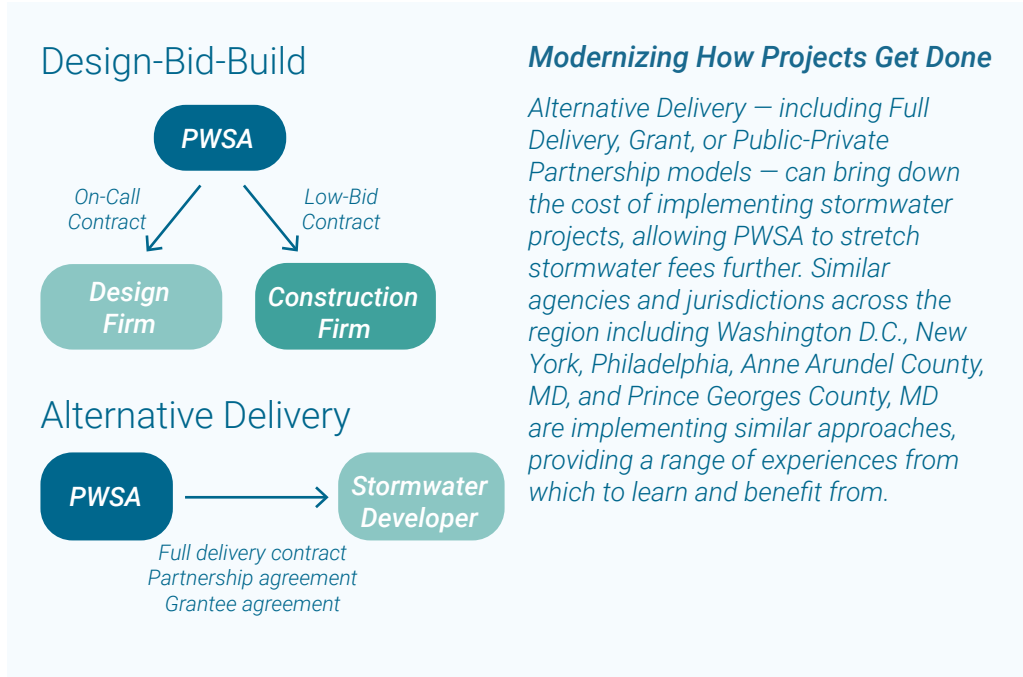 Design-Bid-Build
PWSA
On-Call
Contract
Low-Bid
Contract
Design
Firm
Construction
Firm
Alternative Delivery
PWSA
Stormwater
Developer
Full delivery contract
Partnership agreement
Grantee agreement
Modernizing How Projects Get Done
Alternative Delivery — including Full
Delivery, Grant, or Public-Private
Partnership models — can bring down
the cost of implementing stormwater
projects, allowing PWSA to stretch
stormwater fees further. Similar
agencies and jurisdictions across the
region including Washington D.C., New
York, Philadelphia, Anne Arundel County,
MD, and Prince Georges County, MD
are implementing similar approaches,
providing a range of experiences from
which to learn and benefit from.